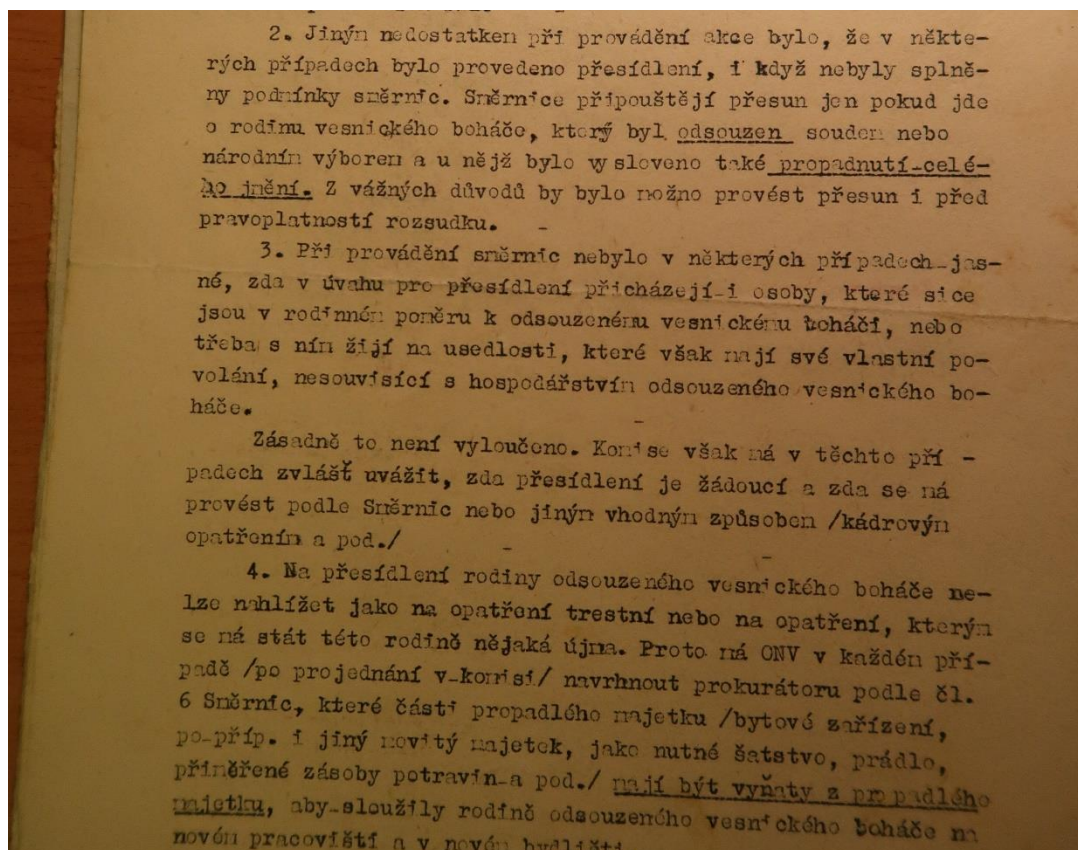 2. Jiným nedostatkem při provádění akce bylo, že v někte-
rých případech bylo provedeno přesídlení, i když nebyly splně-
ny podmínky směrnic. Směrnice připouštějí přesun jen pokud jde
o rodinu vesnického boháče, který byl odsouzen soudem nebo
národním výborem a u nějž bylo vysloveno také propadnutí celé-
ho jmění. Z vážných důvodů by bylo možno provést přesun i před
pravoplatností rozsudku. -
3. Při provádění směrnic nebylo v některých případech jas-
né, zda v úvahu pro přesídlení přicházejí i osoby, které sice
jsou v rodinném poměru k odsouzenému vesnickému boháči, nebo
třeba s ním žijí na usedlosti, které však mají své vlastní po-
volání, nesouvisící s hospodářstvím odsouzeného vesnického bo-
háče.
Zásadně to není vyloučeno. Komise však má v těchto pří -
padech zvlášť uvážit, zda přesídlení je žádoucí a zda se má
provést podle Směrnic nebo jiným vhodným způsobem /kádrovým
opatřením a pod./
4. Na přesídlení rodiny odsouzeného vesnického boháče ne-
lze nahlížet jako na opatření trestní nebo na opatření, kterým
se má stát této rodině nějaká újma. Proto má ONV v každém pří-
padě /po projednání v komisi/ navrhnout prokurátoru podle čl.
6 Směrnic, které části propadlého majetku /bytové zařízení,
po příp. i jiný movitý majetek, jako nutné šatstvo, prádlo,
přiměřené zásoby potravin a pod./ mají být vyňaty z propadlého
majetku, aby sloužily rodině odsouzeného vesnického boháče na
novém pracovišti a v novém bydlišti